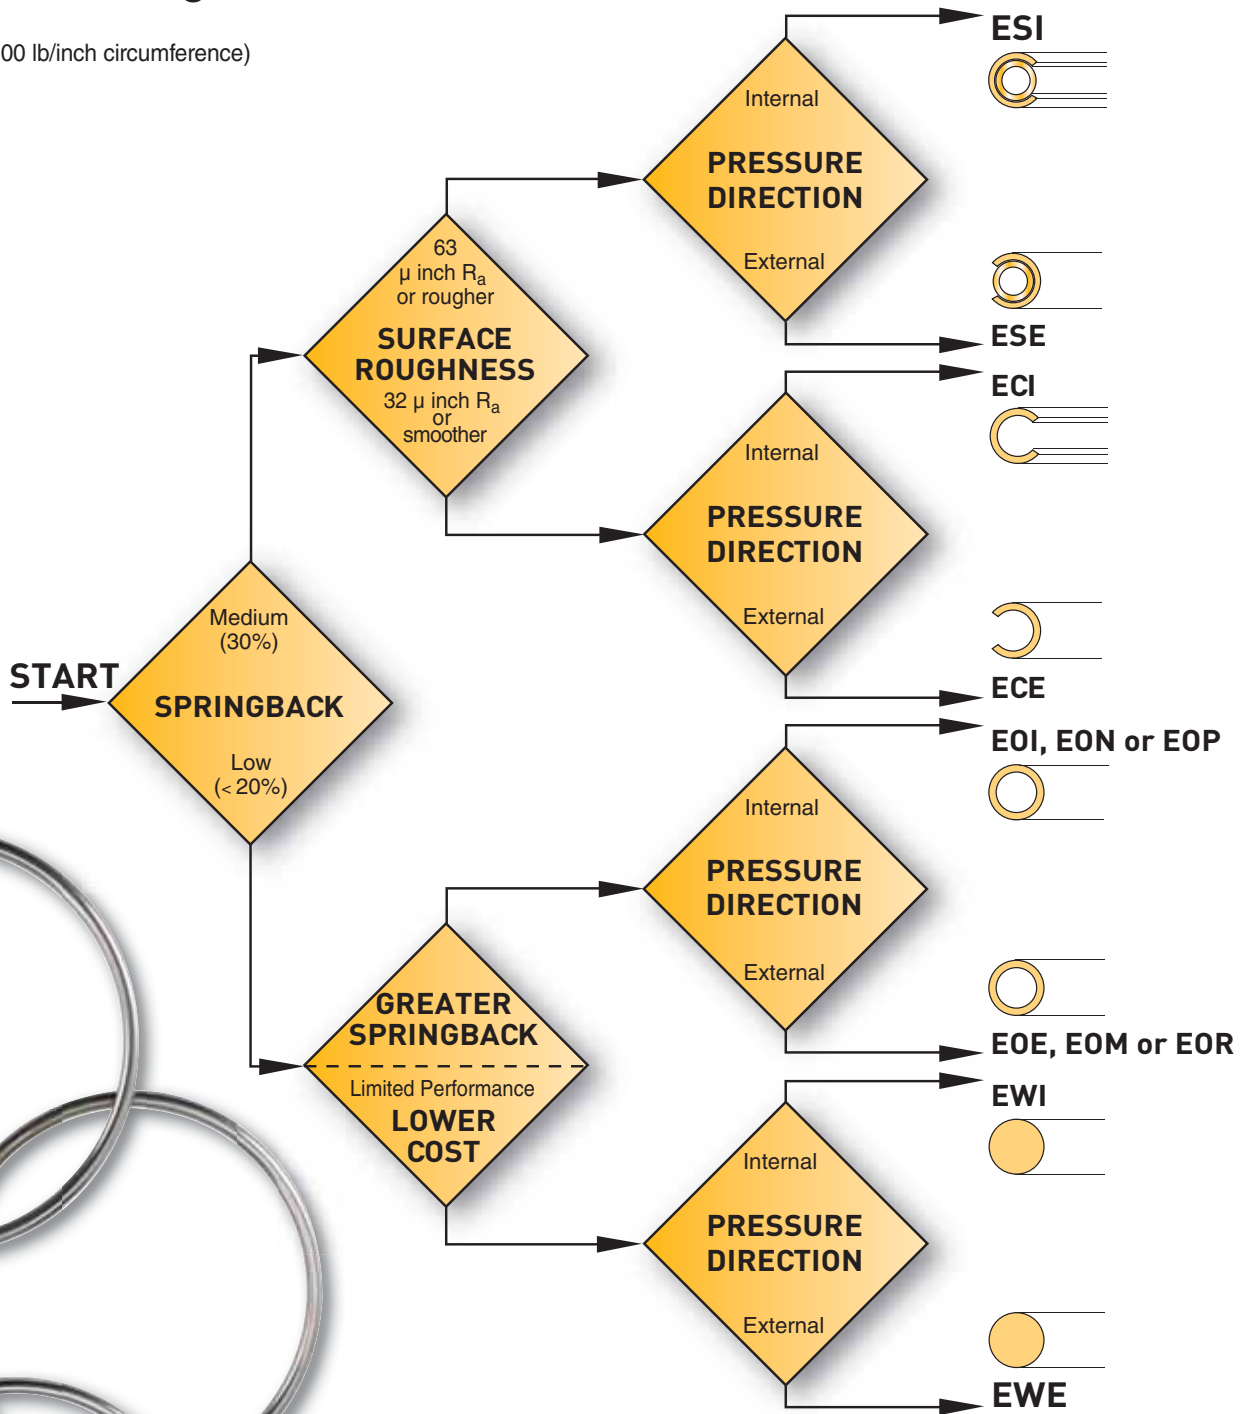 00 lb/inch circumference)
START
Medium
(30%)
SPRINGBACK
Low
(< 20%)
63
µ inch Ra
or rougher
SURFACE
ROUGHNESS
32 µ inch Ra
or
smoother
GREATER
SPRINGBACK
Limited Performance
LOWER
COST
Internal
PRESSURE
DIRECTION
External
ESI
ESE
Internal
PRESSURE
DIRECTION
External
ECI
ECE
Internal
PRESSURE
DIRECTION
External
EOI, EON or EOP
EOE, EOM or EOR
Internal
PRESSURE
DIRECTION
External
EWI
EWE